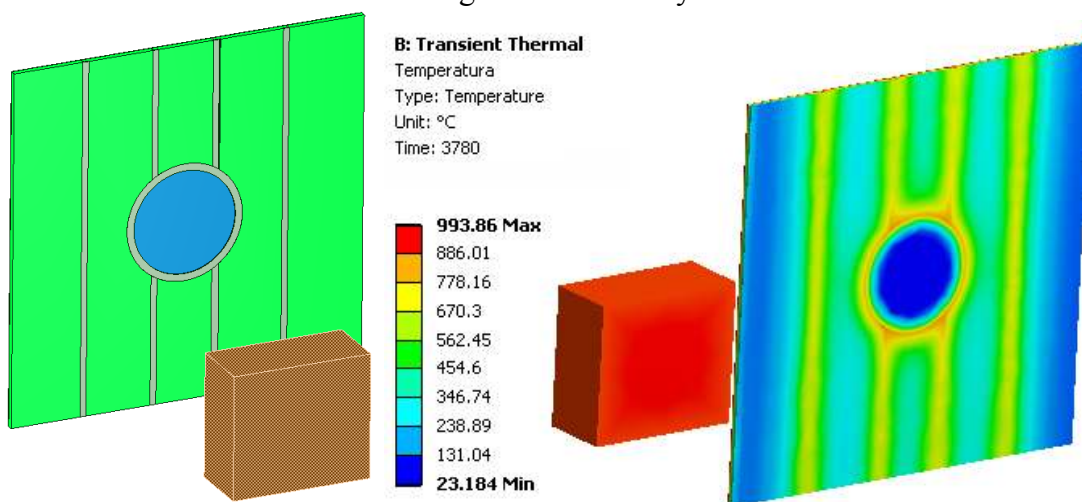 B: Transient Thermal
Temperatura
Type: Temperature
Unit: °C
Time: 3780
993.86 Max
886.01
778.16
670.3
562.45
454.6
346.74
238.89
131.04
23.184 Min